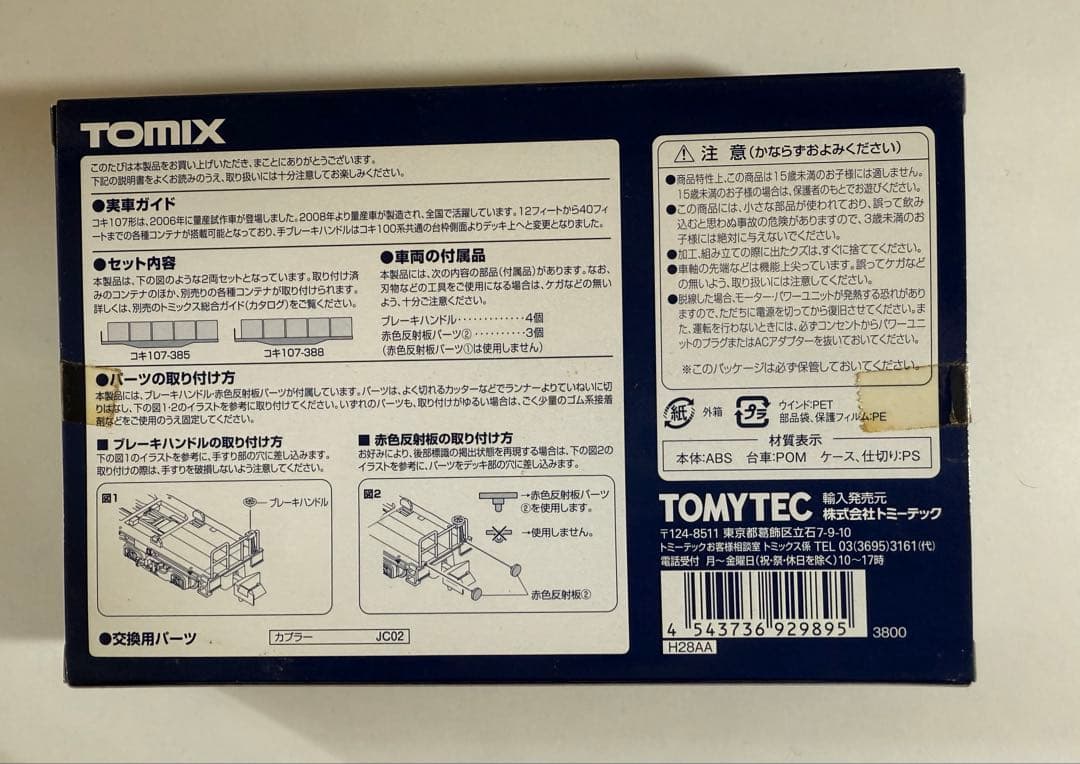 TOMIX
このたびは本製品をお買い上げいただき、まことにありがとうございます。
下記の説明書をよくお読みのうえ、取り扱いには十分注意してお楽しみください。
●実車ガイド
コキ107形は、2006年に量産試作車が登場しました。2008年より量産車が製造され、全国で活躍しています。12フィートから40フィ
ートまでの各種コンテナが搭載可能となっており、手ブレーキハンドルはコキ100系共通の台枠側面よりデッキ上へと変更となりました。
●セット内容
本製品は、下の図のような2両セットとなっています。取り付け済
みのコンテナのほか、別売りの各種コンテナが取り付けられます。
詳しくは、別売のトミックス総合ガイド(カタログ)をご覧ください。
コキ107-385
コキ107-388
●車両の付属品
本製品には、次の内容の部品(付属品)があります。なお、
刃物などの工具をご使用になる場合は、ケガなどの無い
よう、十分ご注意ください。
ブレーキハンドル············4個
赤色反射板パーツ②··········3個
(赤色反射板パーツ①は使用しません)
●パーツの取り付け方
本製品には、ブレーキハンドル・赤色反射板パーツが付属しています。パーツは、よく切れるカッターなどでランナーよりていねいに切
りはなし、下の図1・2のイラストを参考に取り付けてください。いずれのパーツも、取り付けがゆるい場合は、ごく少量のゴム系接着
剤などをご使用のうえ固定してください。
■ ブレーキハンドルの取り付け方
下の図1のイラストを参考に、手すり部の穴に差し込みます。
取り付けの際は、手すりを破損しないよう注意してください。
図1
ブレーキハンドル
■ 赤色反射板の取り付け方
お好みにより、後部標識の掲出状態を再現する場合は、下の図2の
イラストを参考に、パーツをデッキ部の穴に差し込みます。
図2
→赤色反射板パーツ
②を使用します。
→使用しません。
赤色反射板②
●交換用パーツ
カプラー JC02
⚠ 注 意(かならずおよみください)
●商品特性上、この商品は15歳未満のお子様には適しません。
15歳未満のお子様の場合は、保護者のもとでお遊びください。
●この商品には、小さな部品が使われており、誤って飲み
込むと思わぬ事故の危険がありますので、3歳未満のお
子様には絶対に与えないでください。
●加工、組み立ての際に出たクズは、すぐに捨ててください。
●車軸の先端などは機能上尖っています。誤ってケガなど
の無いよう、取り扱いには注意してください。
●脱線した場合、モーター・パワーユニットが発熱する恐れがあり
ますので、ただちに電源を切ってから復旧させてください。ま
た、運転を行わないときには、必ずコンセントからパワーユニ
ットのプラグまたはACアダプターを抜いておいてください。
※このパッケージは必ず保管しておいてください。
紙 外箱
プラ ウインド:PET
部品袋、保護フィルム:PE
材質表示
本体:ABS 台車:POM ケース、仕切り:PS
TOMYTEC 輸入発売元
株式会社トミーテック
〒124-8511 東京都葛飾区立石7-9-10
トミーテックお客様相談室 トミックス係 TEL 03(3695)3161(代)
電話受付 月〜金曜日(祝・祭・休日を除く)10〜17時
4 543736 929895
3800
H28AA